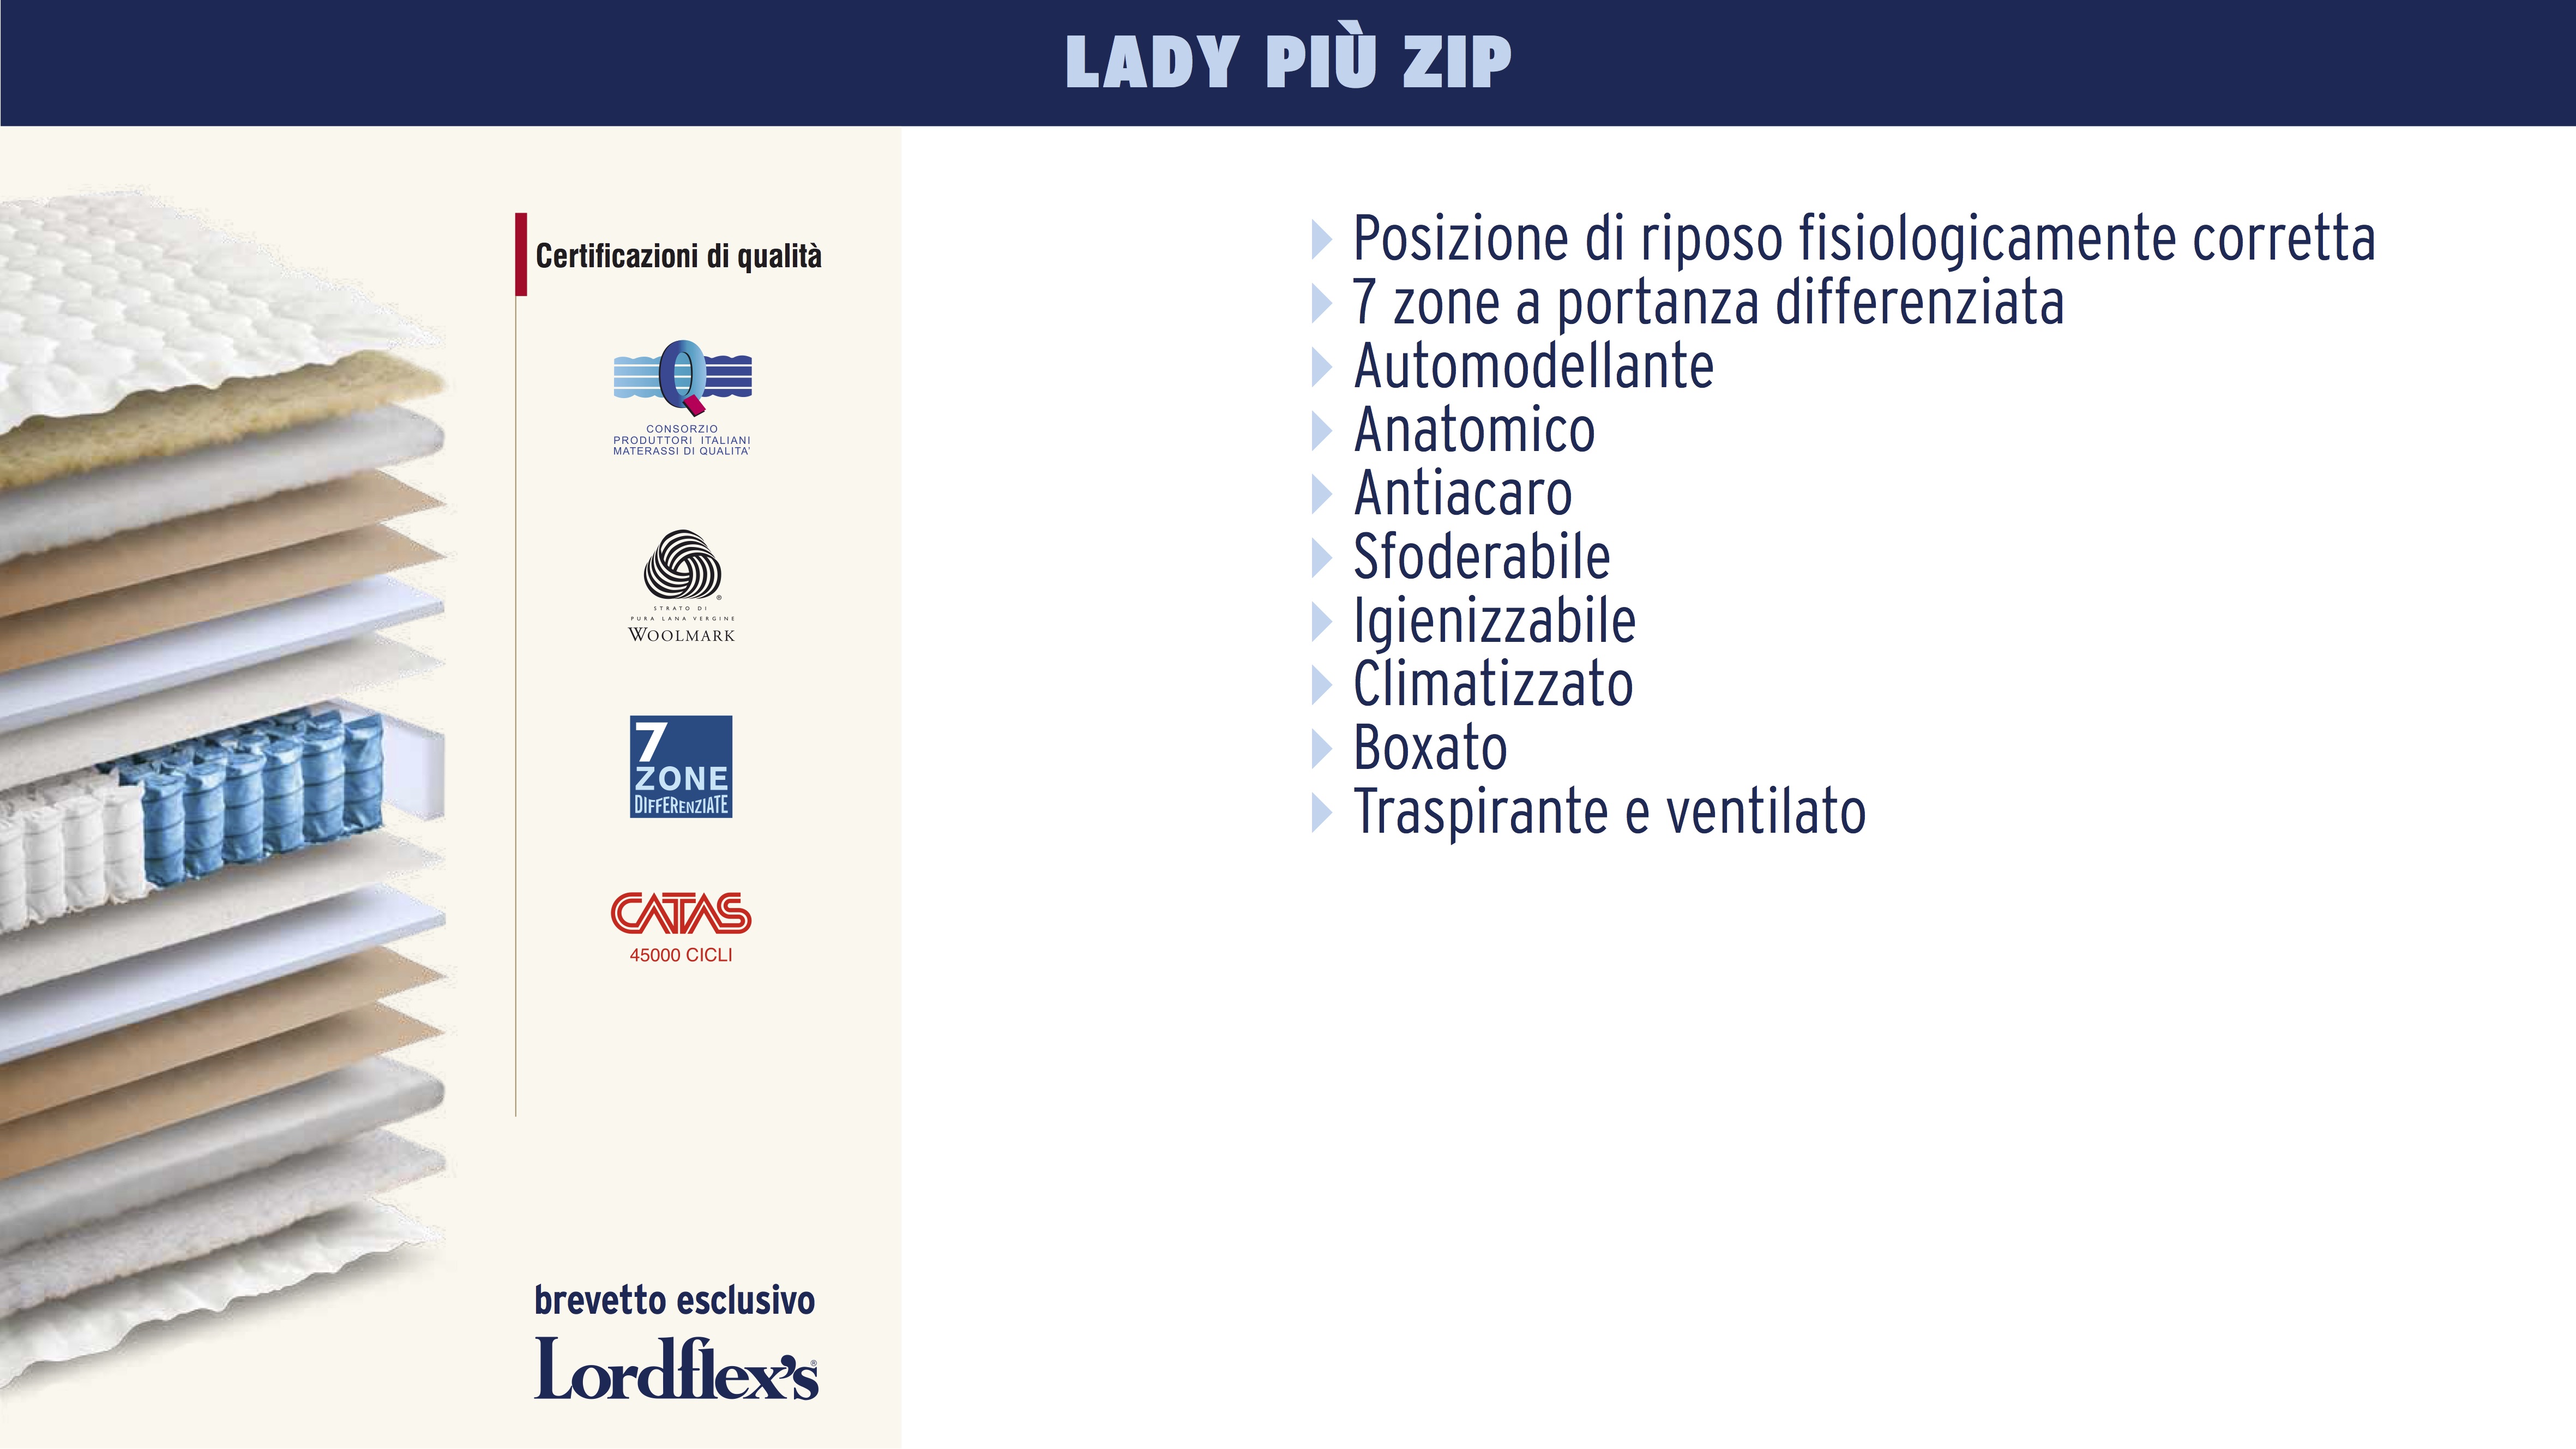 LADY PIÙ ZIP
Certificazioni di qualità
CONSORZIO
PRODUTTORI ITALIANI
MATERASSI DI QUALITA'
STRATO DI
PURA LANA VERGINE
WOOLMARK
7
ZONE
DIFFERENZIATE
CATAS
45000 CICLI
brevetto esclusivo
Lordflex's®
Posizione di riposo fisiologicamente corretta
7 zone a portanza differenziata
Automodellante
Anatomico
Antiacaro
Sfoderabile
Igienizzabile
Climatizzato
Boxato
Traspirante e ventilato